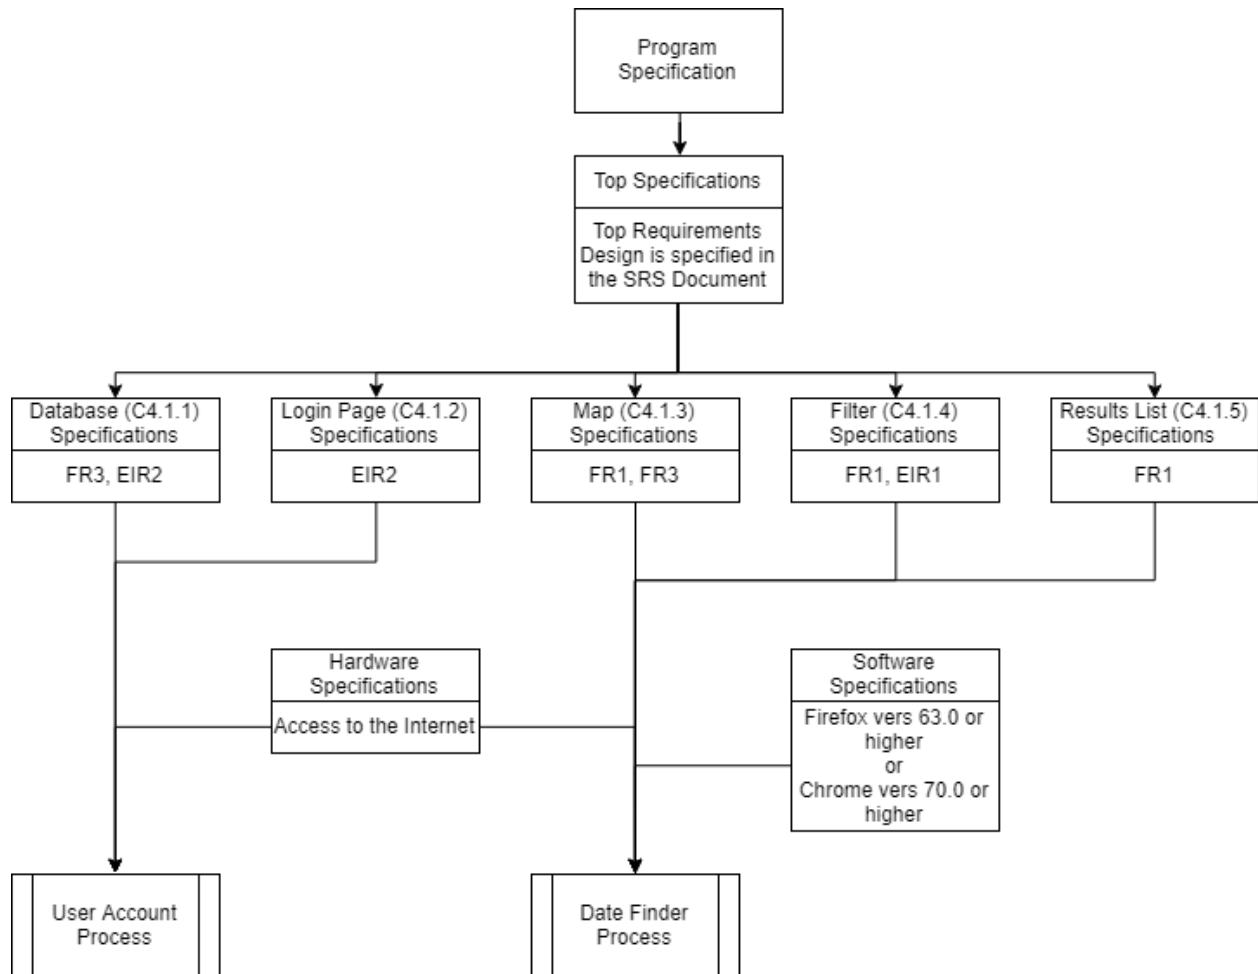 Program
Specification
Top Specifications
Top Requirements
Design is specified in
the SRS Document
Database (C4.1.1)
Specifications
FR3, EIR2
Login Page (C4.1.2)
Specifications
EIR2
Map (C4.1.3)
Specifications
FR1, FR3
Filter (C4.1.4)
Specifications
FR1, EIR1
Results List (C4.1.5)
Specifications
FR1
Hardware
Specifications
Access to the Internet
Software
Specifications
Firefox vers 63.0 or
higher
or
Chrome vers 70.0 or
higher
User Account
Process
Date Finder
Process